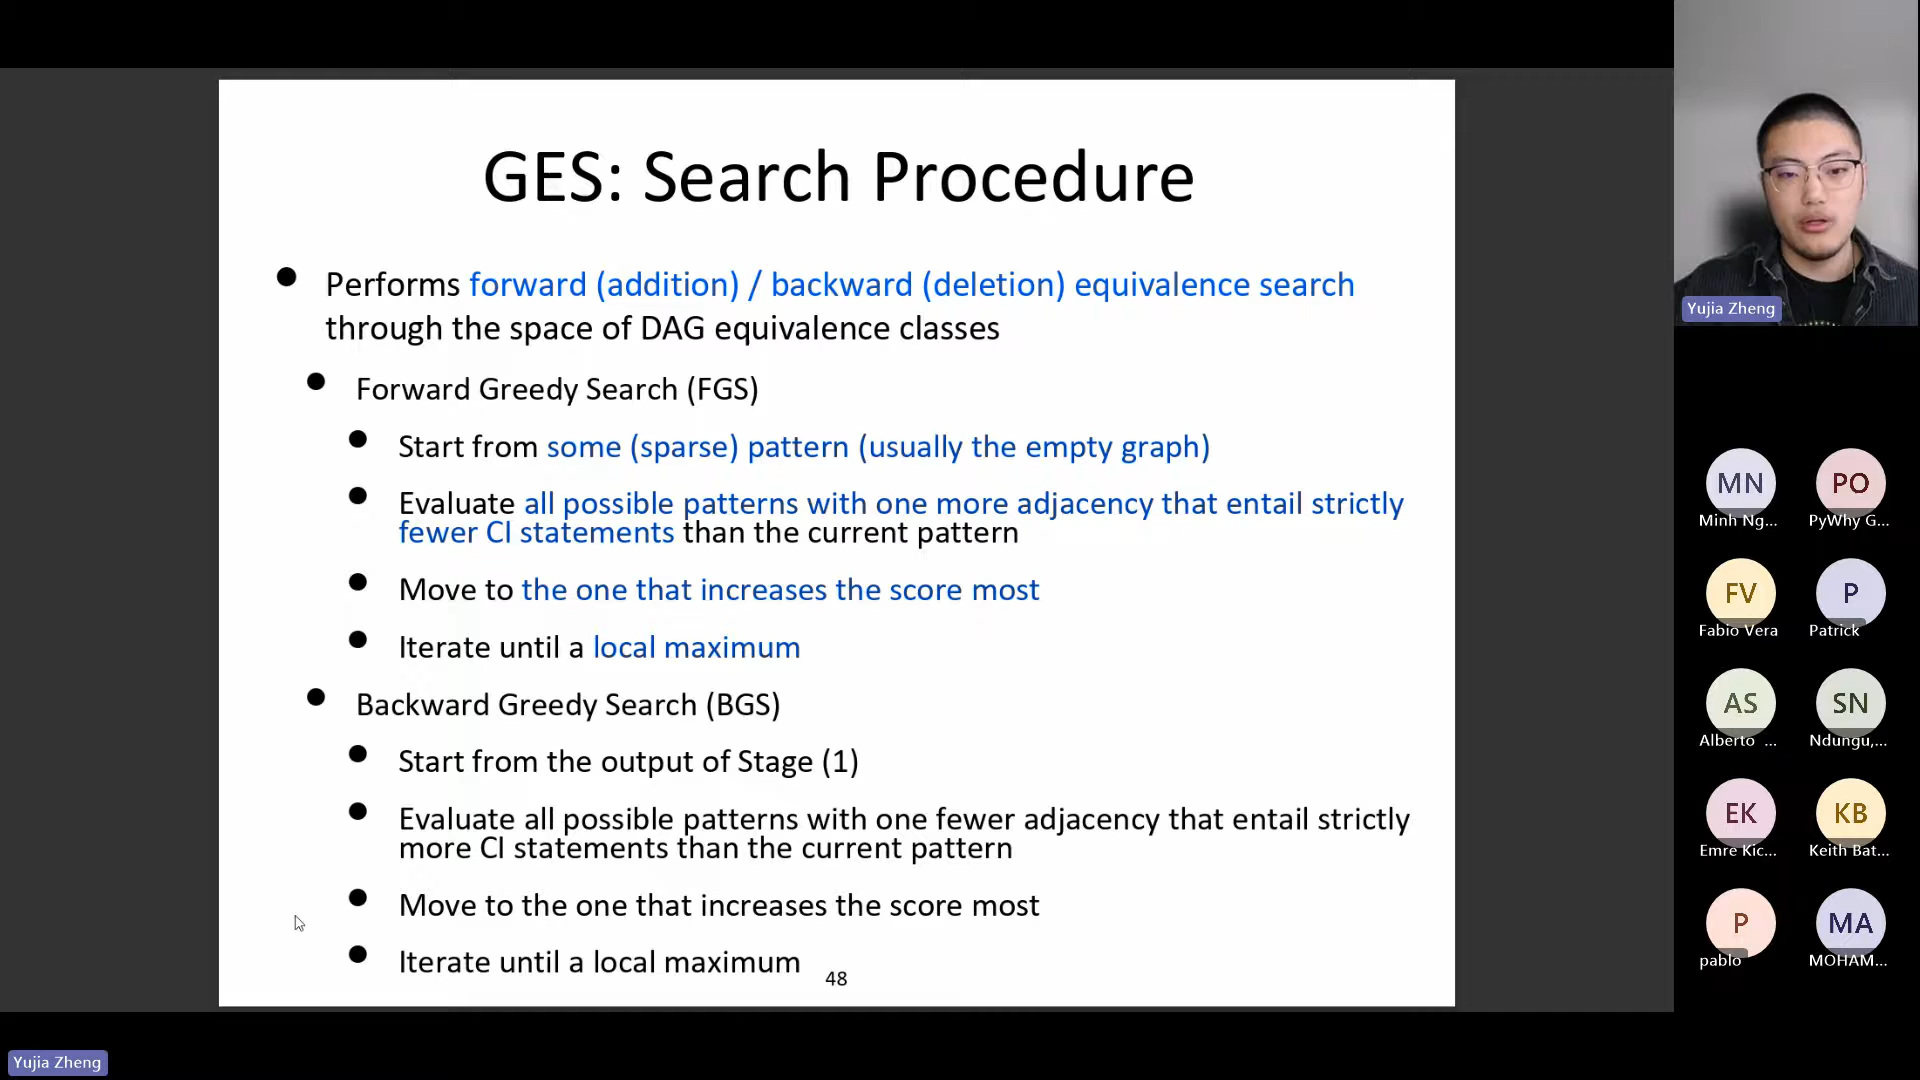 GES: Search Procedure
Performs forward (addition) / backward (deletion) equivalence search
through the space of DAG equivalence classes
Forward Greedy Search (FGS)
Start from some (sparse) pattern (usually the empty graph)
Evaluate all possible patterns with one more adjacency that entail strictly
fewer CI statements than the current pattern
Move to the one that increases the score most
Iterate until a local maximum
Backward Greedy Search (BGS)
Start from the output of Stage (1)
Evaluate all possible patterns with one fewer adjacency that entail strictly
more CI statements than the current pattern
Move to the one that increases the score most
Iterate until a local maximum
48
Yujia Zheng
MN
Minh Ng...
PO
PyWhy G...
FV
Fabio Vera
P
Patrick
AS
Alberto ...
SN
Ndungu,...
EK
Emre Kic...
KB
Keith Bat...
P
pablo
MA
MOHAM...
Yujia Zheng